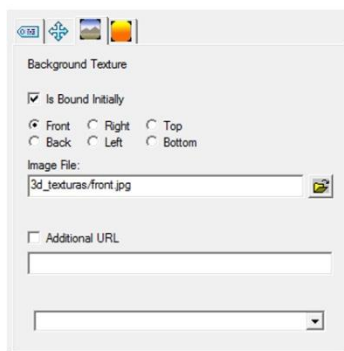 Background Texture
Is Bound Initially
Front Right Top
Back Left Bottom
Image File:
3d_texturas/front.jpg
Additional URL